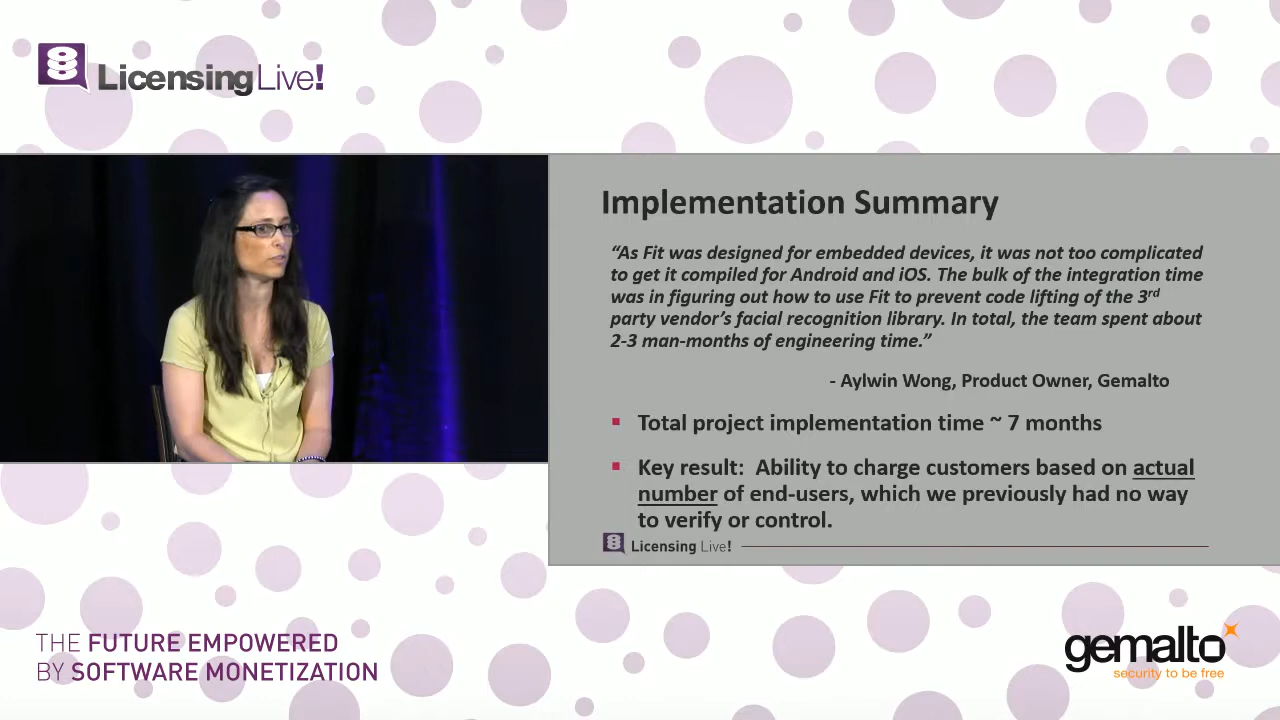 LicensingLive!
Implementation Summary
“As Fit was designed for embedded devices, it was not too complicated
to get it compiled for Android and iOS. The bulk of the integration time
was in figuring out how to use Fit to prevent code lifting of the 3rd
party vendor’s facial recognition library. In total, the team spent about
2-3 man-months of engineering time.”
- Aylwin Wong, Product Owner, Gemalto
▪ Total project implementation time ~ 7 months
▪ Key result:  Ability to charge customers based on actual
number of end-users, which we previously had no way
to verify or control.
Licensing Live!
THE FUTURE EMPOWERED
BY SOFTWARE MONETIZATION
gemalto
security to be free